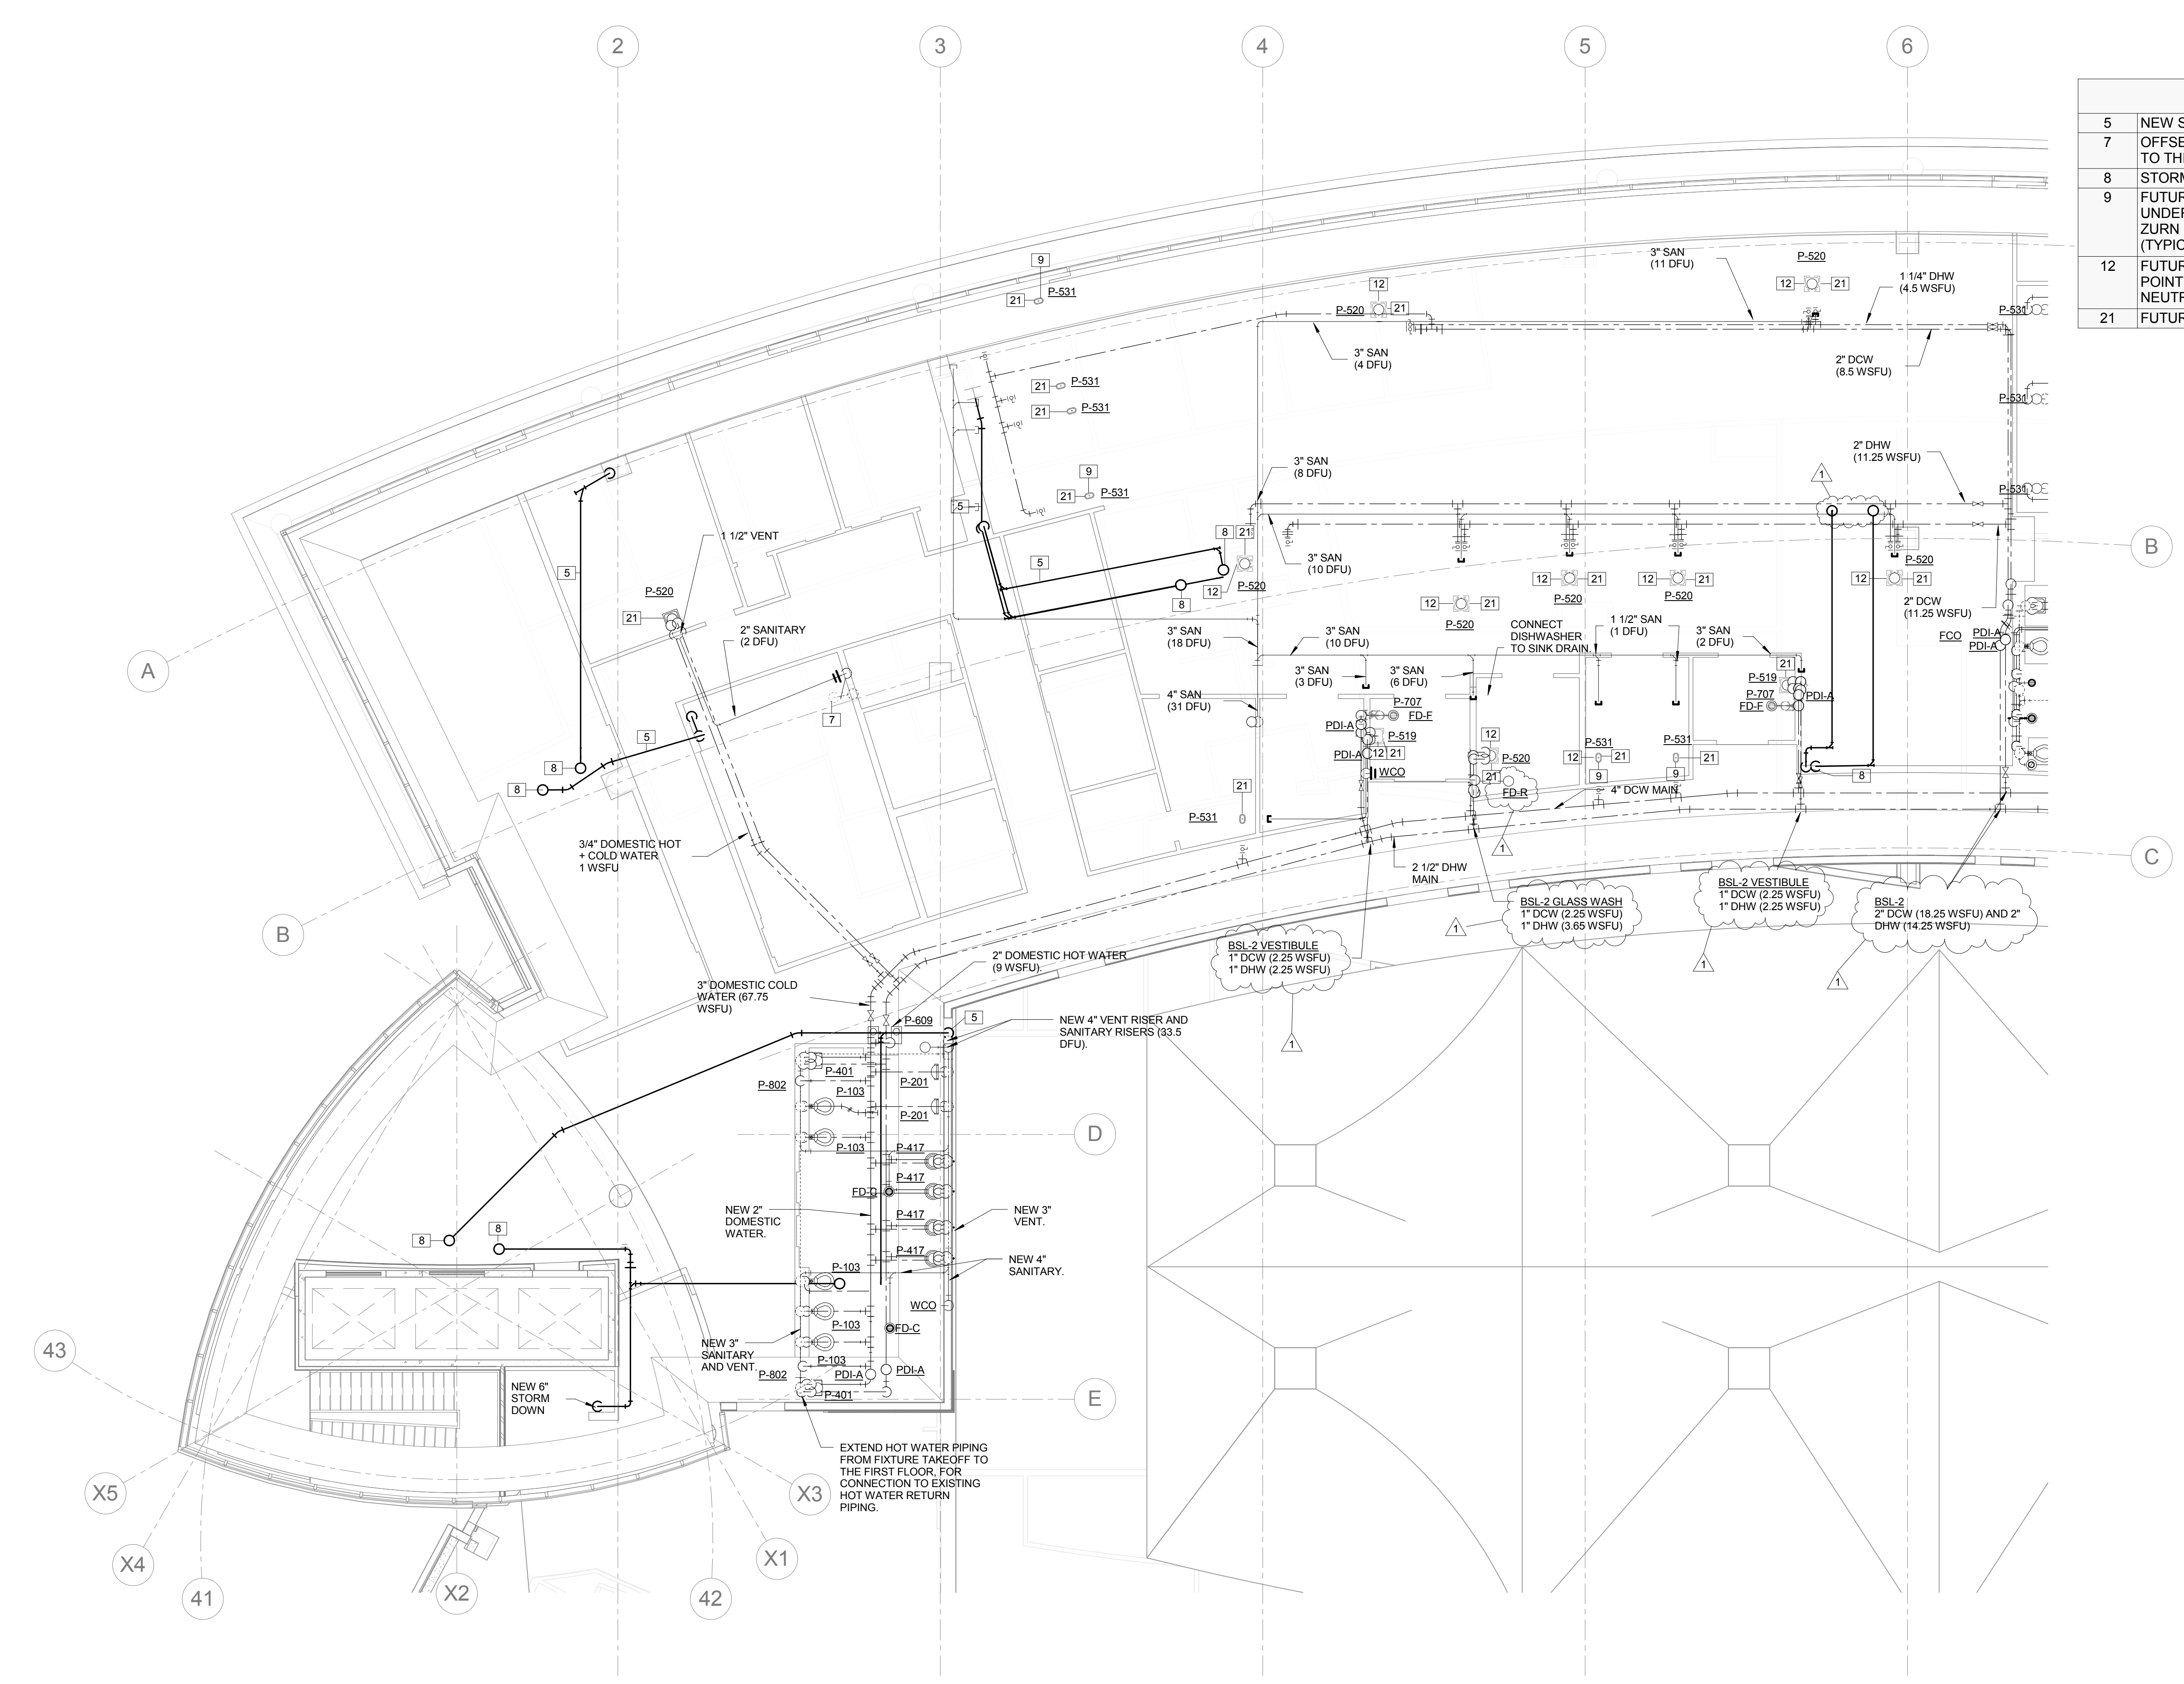 2
3
4
5
6
5
NEW S
7
OFFSE
TO TH
8
STORM
9
FUTUR
UNDER
ZURN
(TYPIC
12
FUTUR
POINT
NEUTR
21
FUTUR
9
21
P-531
3" SAN
(11 DFU)
P-520
12
21
1 1/4" DHW
(4.5 WSFU)
12
P-520
21
P-531
3" SAN
(4 DFU)
2" DCW
(8.5 WSFU)
21
P-531
21
P-531
P-531
2" DHW
(11.25 WSFU)
1
3" SAN
(8 DFU)
9
21
P-531
P-531
5
1 1/2" VENT
8
21
B
5
5
3" SAN
(10 DFU)
P-520
P-520
21
12
P-520
8
12
21
12
21
12
21
12
21
P-520
P-520
P-520
2" DCW
(11.25 WSFU)
2" SANITARY
(2 DFU)
3" SAN
(18 DFU)
3" SAN
(10 DFU)
CONNECT
DISHWASHER
TO SINK DRAIN.
1 1/2" SAN
(1 DFU)
3" SAN
(2 DFU)
FCO
PDI-A
PDI-A
A
3" SAN
(3 DFU)
3" SAN
(6 DFU)
21
P-519
P-707
PDI-A
FD-F
4" SAN
(31 DFU)
7
P-707
FD-F
PDI-A
P-519
5
PDI-A
12
21
WCO
12
P-520
21
FD-R
P-531
12
21
9
P-531
21
9
8
8
8
21
P-531
4" DCW MAIN
1
3/4" DOMESTIC HOT
+ COLD WATER
1 WSFU
2 1/2" DHW
MAIN
C
BSL-2 VESTIBULE
1" DCW (2.25 WSFU)
1" DHW (2.25 WSFU)
BSL-2 GLASS WASH
1" DCW (2.25 WSFU)
1" DHW (3.65 WSFU)
BSL-2
2" DCW (18.25 WSFU) AND 2"
DHW (14.25 WSFU)
1
1
1
B
BSL-2 VESTIBULE
1" DCW (2.25 WSFU)
1" DHW (2.25 WSFU)
1
2" DOMESTIC HOT WATER
(9 WSFU).
3" DOMESTIC COLD
WATER (67.75
WSFU)
P-609
5
NEW 4" VENT RISER AND
SANITARY RISERS (33.5
DFU).
P-401
P-802
P-103
P-201
P-201
D
P-103
P-417
P-417
FD-C
P-417
P-417
NEW 2"
DOMESTIC
WATER.
NEW 3"
VENT.
NEW 4"
SANITARY.
8
8
P-103
WCO
P-103
FD-C
NEW 3"
SANITARY
AND VENT.
P-103
P-802
PDI-A
PDI-A
P-401
E
43
NEW 6"
STORM
DOWN
EXTEND HOT WATER PIPING
FROM FIXTURE TAKEOFF TO
THE FIRST FLOOR, FOR
CONNECTION TO EXISTING
HOT WATER RETURN
PIPING.
X5
X3
X4
X1
41
X2
42